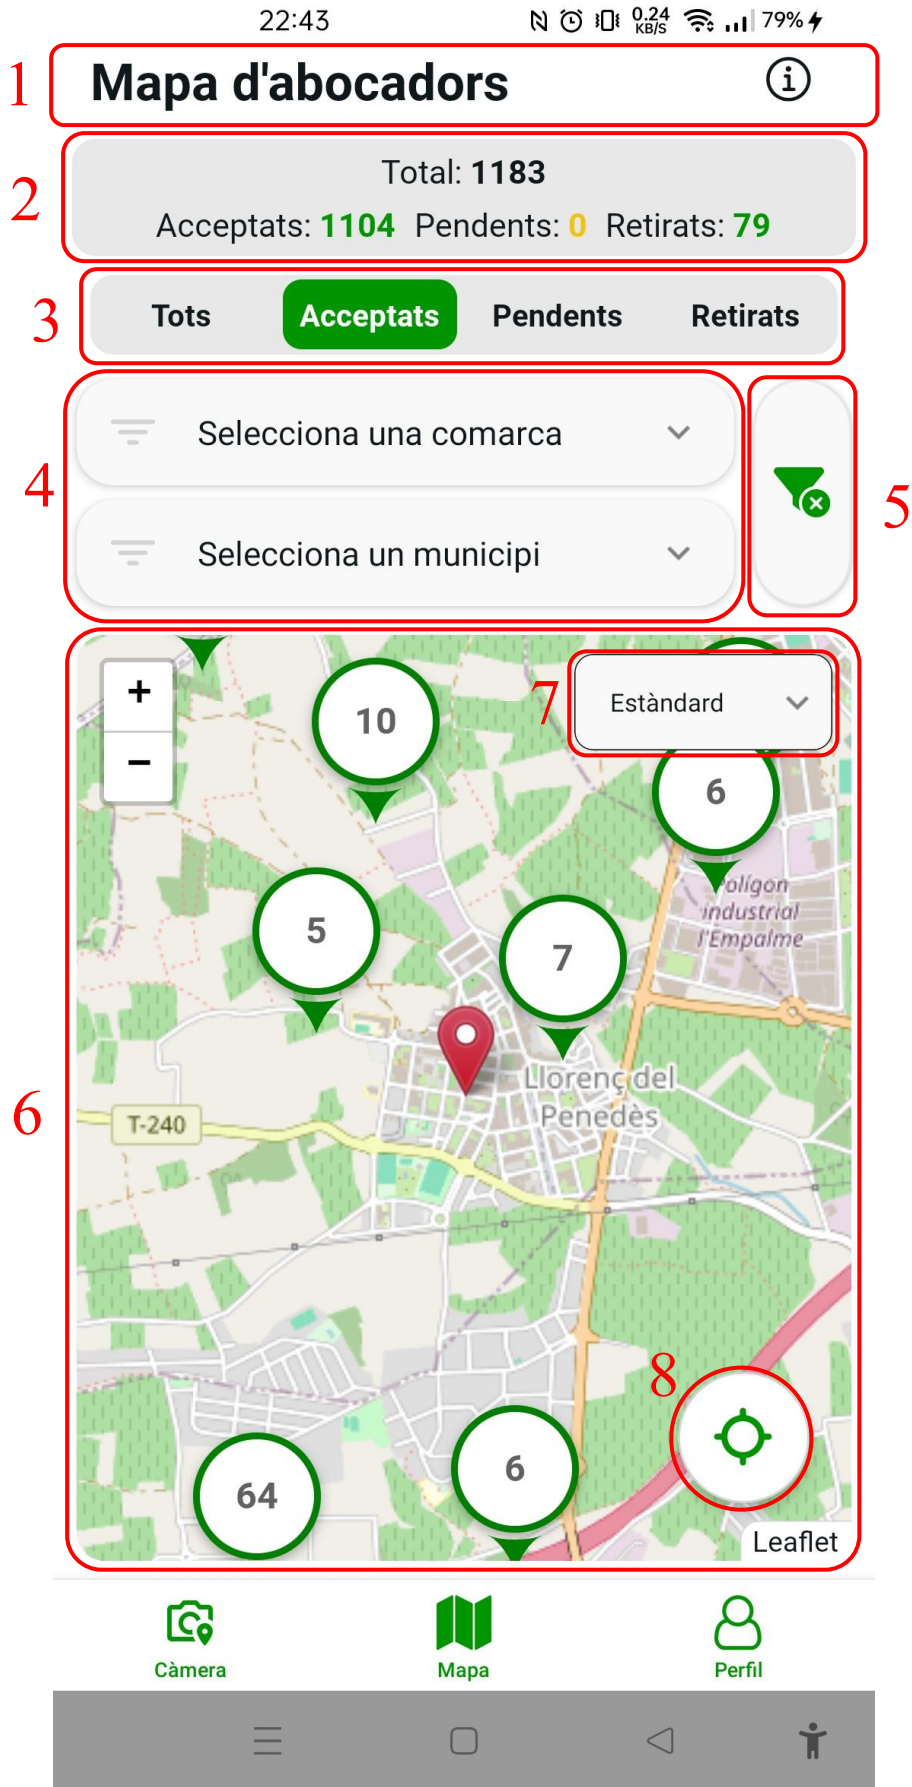 22:43 0.24 KB/S 79%
1 Mapa d'abocadors
2 Total: 1183
Acceptats: 1104 Pendents: 0 Retirats: 79
3 Tots Acceptats Pendents Retirats
4 Selecciona una comarca
5
Selecciona un municipi
6
7 Estàndard
+
−
10
6
Polígon
industrial
l'Empalme
5
7
Llorenç del
Penedès
T-240
8
64
6
Leaflet
Càmera Mapa Perfil